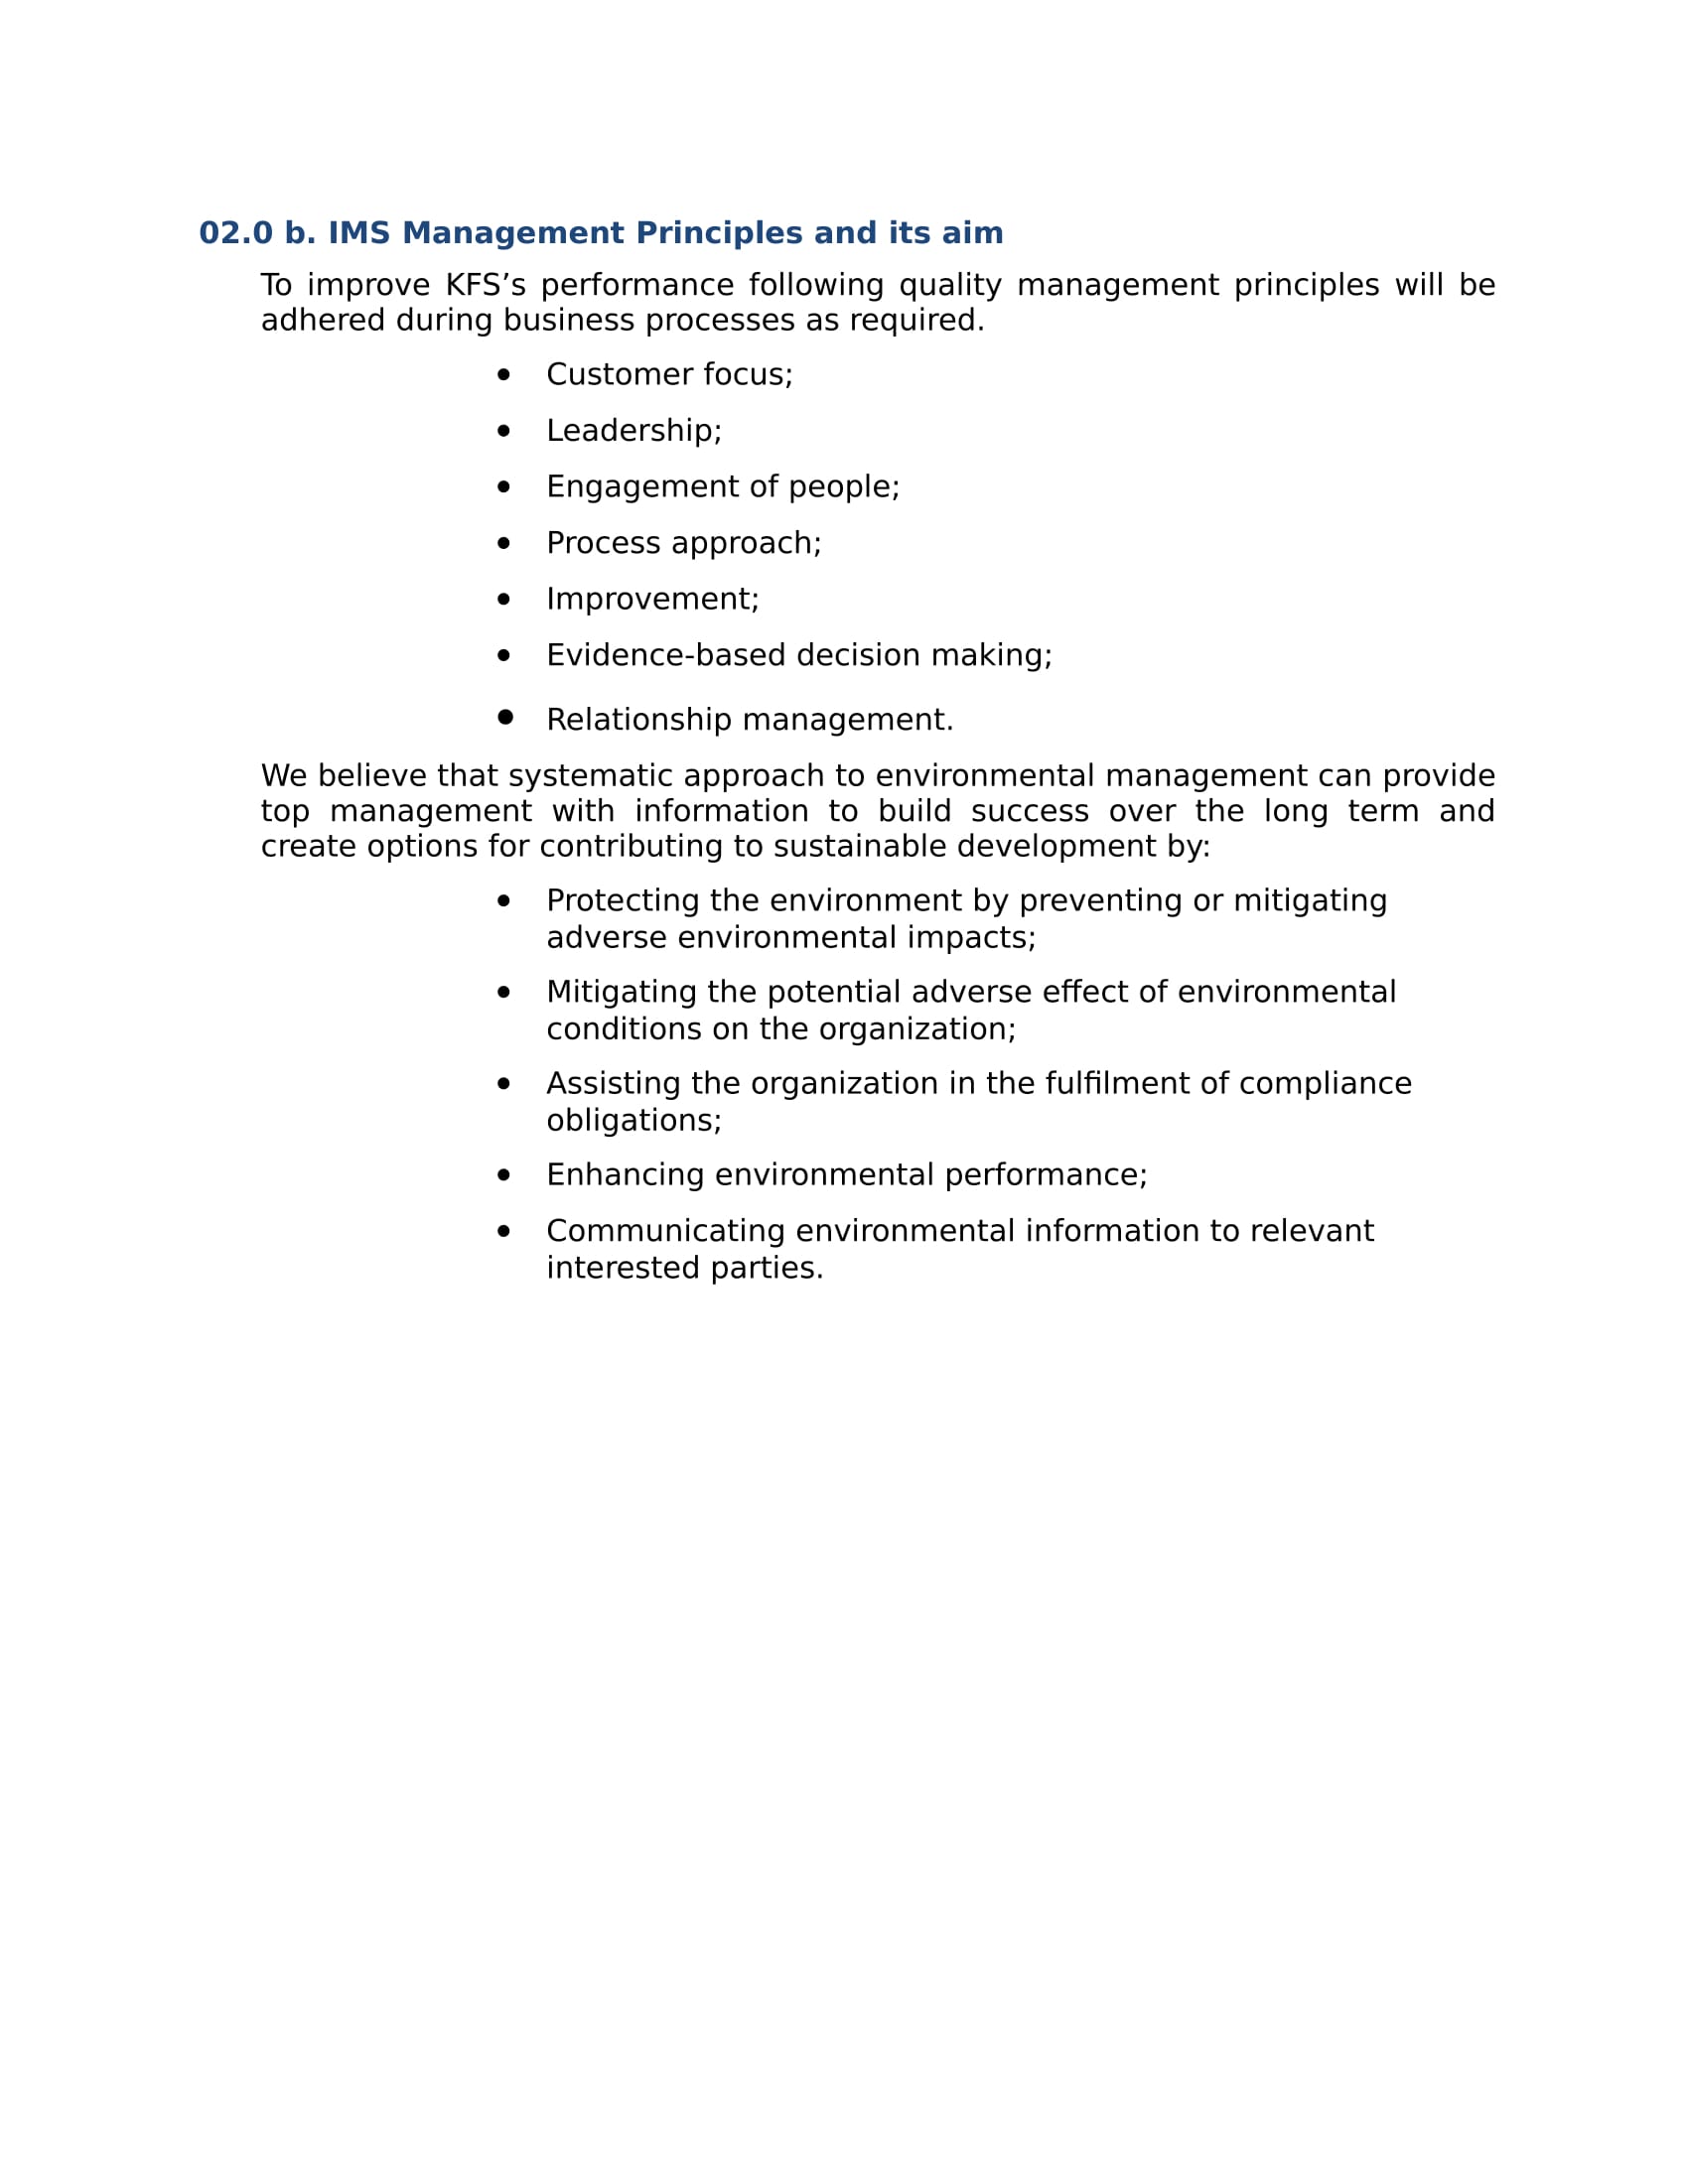 02.0 b. IMS Management Principles and its aim
To improve KFS’s performance following quality management principles will be
adhered during business processes as required.
• Customer focus;
• Leadership;
• Engagement of people;
• Process approach;
• Improvement;
• Evidence-based decision making;
• Relationship management.
We believe that systematic approach to environmental management can provide
top management with information to build success over the long term and
create options for contributing to sustainable development by:
• Protecting the environment by preventing or mitigating
adverse environmental impacts;
• Mitigating the potential adverse effect of environmental
conditions on the organization;
• Assisting the organization in the fulfilment of compliance
obligations;
• Enhancing environmental performance;
• Communicating environmental information to relevant
interested parties.